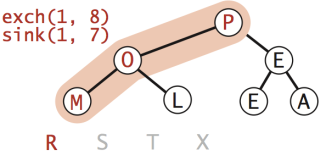 exch(1, 8)
sink(1, 7)
P
O E
M L E A
R S T X